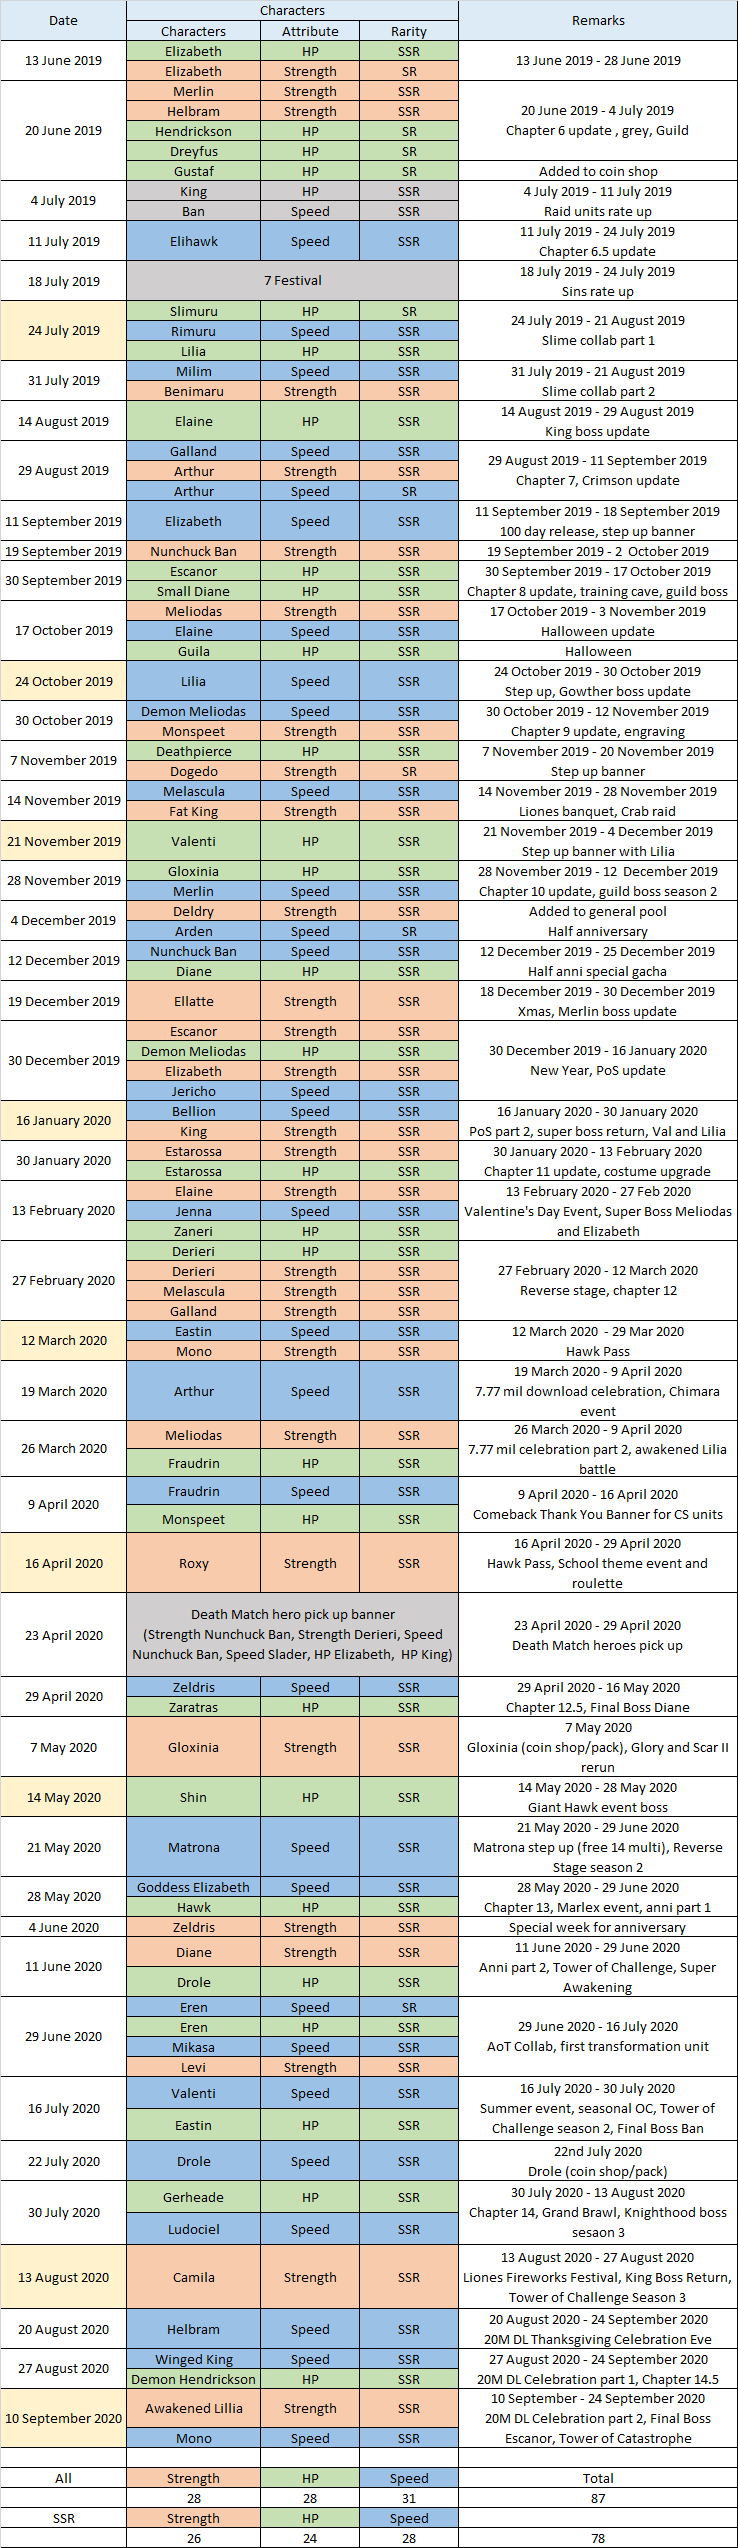 Date Characters Remarks
Characters Attribute Rarity
13 June 2019 Elizabeth HP SSR 13 June 2019 - 28 June 2019
Elizabeth Strength SR
20 June 2019 Merlin Strength SSR 20 June 2019 - 4 July 2019
Helbram Strength SSR Chapter 6 update , grey, Guild
Hendrickson HP SR
Dreyfus HP SR
Gustaf HP SR Added to coin shop
4 July 2019 King HP SSR 4 July 2019 - 11 July 2019
Ban Speed SSR Raid units rate up
11 July 2019 Elihawk Speed SSR 11 July 2019 - 24 July 2019
Chapter 6.5 update
18 July 2019 7 Festival 18 July 2019 - 24 July 2019
Sins rate up
24 July 2019 Slimuru HP SR 24 July 2019 - 21 August 2019
Rimuru Speed SSR Slime collab part 1
Lilia HP SSR
31 July 2019 Milim Speed SSR 31 July 2019 - 21 August 2019
Benimaru Strength SSR Slime collab part 2
14 August 2019 Elaine HP SSR 14 August 2019 - 29 August 2019
King boss update
29 August 2019 Galland Speed SSR 29 August 2019 - 11 September 2019
Arthur Strength SSR Chapter 7, Crimson update
Arthur Speed SR
11 September 2019 Elizabeth Speed SSR 11 September 2019 - 18 September 2019
100 day release, step up banner
19 September 2019 Nunchuck Ban Strength SSR 19 September 2019 - 2 October 2019
30 September 2019 Escanor HP SSR 30 September 2019 - 17 October 2019
Small Diane HP SSR Chapter 8 update, training cave, guild boss
17 October 2019 Meliodas Strength SSR 17 October 2019 - 3 November 2019
Elaine Speed SSR Halloween update
Guila HP SSR Halloween
24 October 2019 Lilia Speed SSR 24 October 2019 - 30 October 2019
Step up, Gowther boss update
30 October 2019 Demon Meliodas Speed SSR 30 October 2019 - 12 November 2019
Monspeet Strength SSR Chapter 9 update, engraving
7 November 2019 Deathpierce HP SSR 7 November 2019 - 20 November 2019
Dogedo Strength SR Step up banner
14 November 2019 Melascula Speed SSR 14 November 2019 - 28 November 2019
Fat King Strength SSR Liones banquet, Crab raid
21 November 2019 Valenti HP SSR 21 November 2019 - 4 December 2019
Step up banner with Lilia
28 November 2019 Gloxinia HP SSR 28 November 2019 - 12 December 2019
Merlin Speed SSR Chapter 10 update, guild boss season 2
4 December 2019 Deldry Strength SSR Added to general pool
Arden Speed SR Half anniversary
12 December 2019 Nunchuck Ban Speed SSR 12 December 2019 - 25 December 2019
Diane HP SSR Half anni special gacha
19 December 2019 Ellatte Strength SSR 18 December 2019 - 30 December 2019
Xmas, Merlin boss update
30 December 2019 Escanor Strength SSR 30 December 2019 - 16 January 2020
Demon Meliodas HP SSR New Year, PoS update
Elizabeth Strength SSR
Jericho Speed SSR
16 January 2020 Bellion Speed SSR 16 January 2020 - 30 January 2020
King Strength SSR PoS part 2, super boss return, Val and Lilia
30 January 2020 Estarossa Strength SSR 30 January 2020 - 13 February 2020
Estarossa HP SSR Chapter 11 update, costume upgrade
13 February 2020 Elaine Strength SSR 13 February 2020 - 27 Feb 2020
Jenna Speed SSR Valentine's Day Event, Super Boss Meliodas
Zaneri HP SSR and Elizabeth
27 February 2020 Derieri HP SSR 27 February 2020 - 12 March 2020
Derieri Strength SSR Reverse stage, chapter 12
Melascula Strength SSR
Galland Strength SSR
12 March 2020 Eastin Speed SSR 12 March 2020 - 29 Mar 2020
Mono Strength SSR Hawk Pass
19 March 2020 Arthur Speed SSR 19 March 2020 - 9 April 2020
7.77 mil download celebration, Chimara
event
26 March 2020 Meliodas Strength SSR 26 March 2020 - 9 April 2020
Fraudrin HP SSR 7.77 mil celebration part 2, awakened Lilia
battle
9 April 2020 Fraudrin Speed SSR 9 April 2020 - 16 April 2020
Monspeet HP SSR Comeback Thank You Banner for CS units
16 April 2020 Roxy Strength SSR 16 April 2020 - 29 April 2020
Hawk Pass, School theme event and
roulette
23 April 2020 Death Match hero pick up banner 23 April 2020 - 29 April 2020
(Strength Nunchuck Ban, Strength Derieri, Speed Death Match heroes pick up
Nunchuck Ban, Speed Slader, HP Elizabeth, HP King)
29 April 2020 Zeldris Speed SSR 29 April 2020 - 16 May 2020
Zaratras HP SSR Chapter 12.5, Final Boss Diane
7 May 2020 Gloxinia Strength SSR 7 May 2020
Gloxinia (coin shop/pack), Glory and Scar II
rerun
14 May 2020 Shin HP SSR 14 May 2020 - 28 May 2020
Giant Hawk event boss
21 May 2020 Matrona Speed SSR 21 May 2020 - 29 June 2020
Matrona step up (free 14 multi), Reverse
Stage season 2
28 May 2020 Goddess Elizabeth Speed SSR 28 May 2020 - 29 June 2020
Hawk HP SSR Chapter 13, Marlex event, anni part 1
4 June 2020 Zeldris Strength SSR Special week for anniversary
11 June 2020 Diane Strength SSR 11 June 2020 - 29 June 2020
Drole HP SSR Anni part 2, Tower of Challenge, Super
Awakening
29 June 2020 Eren Speed SR 29 June 2020 - 16 July 2020
Eren HP SSR AoT Collab, first transformation unit
Mikasa Speed SSR
Levi Strength SSR
16 July 2020 Valenti Speed SSR 16 July 2020 - 30 July 2020
Eastin HP SSR Summer event, seasonal OC, Tower of
Challenge season 2, Final Boss Ban
22 July 2020 Drole Speed SSR 22nd July 2020
Drole (coin shop/pack)
30 July 2020 Gerheade HP SSR 30 July 2020 - 13 August 2020
Ludociel Speed SSR Chapter 14, Grand Brawl, Knighthood boss
sesaon 3
13 August 2020 Camila Strength SSR 13 August 2020 - 27 August 2020
Liones Fireworks Festival, King Boss Return,
Tower of Challenge Season 3
20 August 2020 Helbram Speed SSR 20 August 2020 - 24 September 2020
20M DL Thanksgiving Celebration Eve
27 August 2020 Winged King Speed SSR 27 August 2020 - 24 September 2020
Demon Hendrickson HP SSR 20M DL Celebration part 1, Chapter 14.5
10 September 2020 Awakened Lillia Strength SSR 10 September - 24 September 2020
20M DL Celebration part 2, Final Boss
Mono Speed SSR Escanor, Tower of Catastrophe
All Strength HP Speed Total
28 28 31 87
SSR Strength HP Speed
26 24 28 78